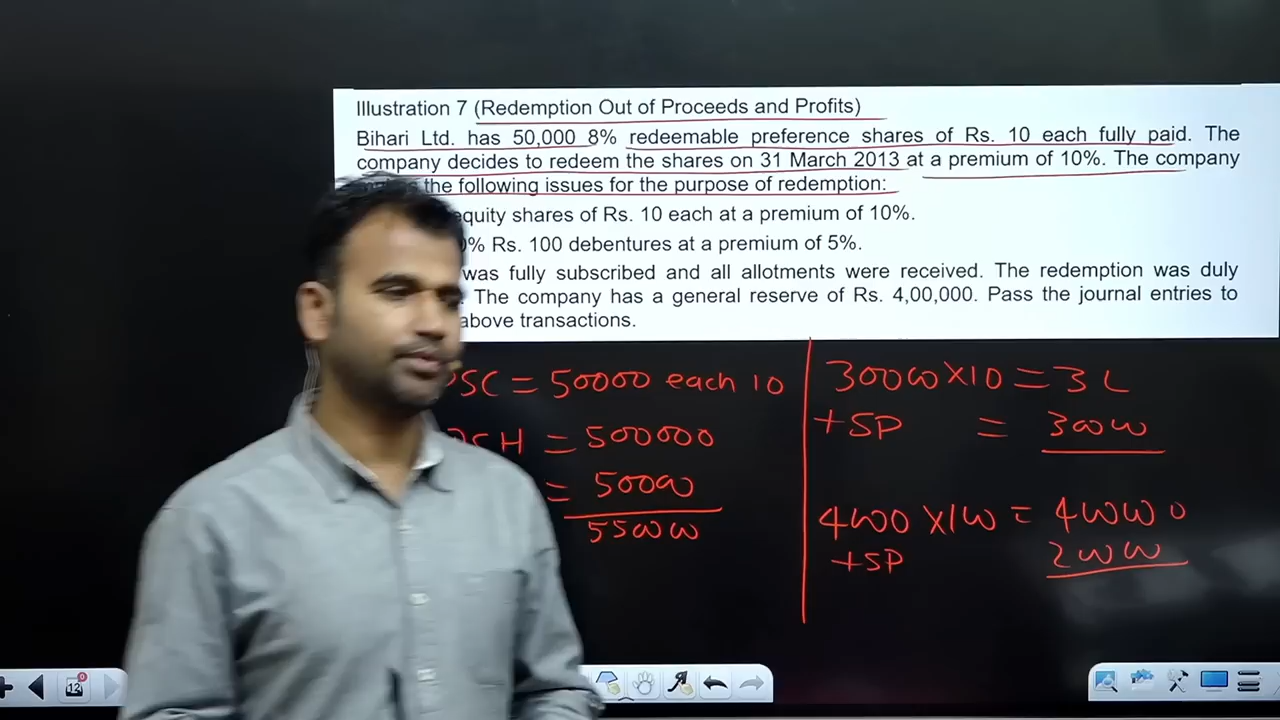 Illustration 7 (Redemption Out of Proceeds and Profits)
Bihari Ltd. has 50,000 8% redeemable preference shares of Rs. 10 each fully paid. The
company decides to redeem the shares on 31 March 2013 at a premium of 10%. The company
the following issues for the purpose of redemption:
equity shares of Rs. 10 each at a premium of 10%.
0% Rs. 100 debentures at a premium of 5%.
was fully subscribed and all allotments were received. The redemption was duly
. The company has a general reserve of Rs. 4,00,000. Pass the journal entries to
above transactions.
PSC = 50000 each 10
PSH = 500000
= 50000
550000
30000 X 10 = 3 L
+ SP = 30000
4000 X 100 = 400000
+ SP 20000
12